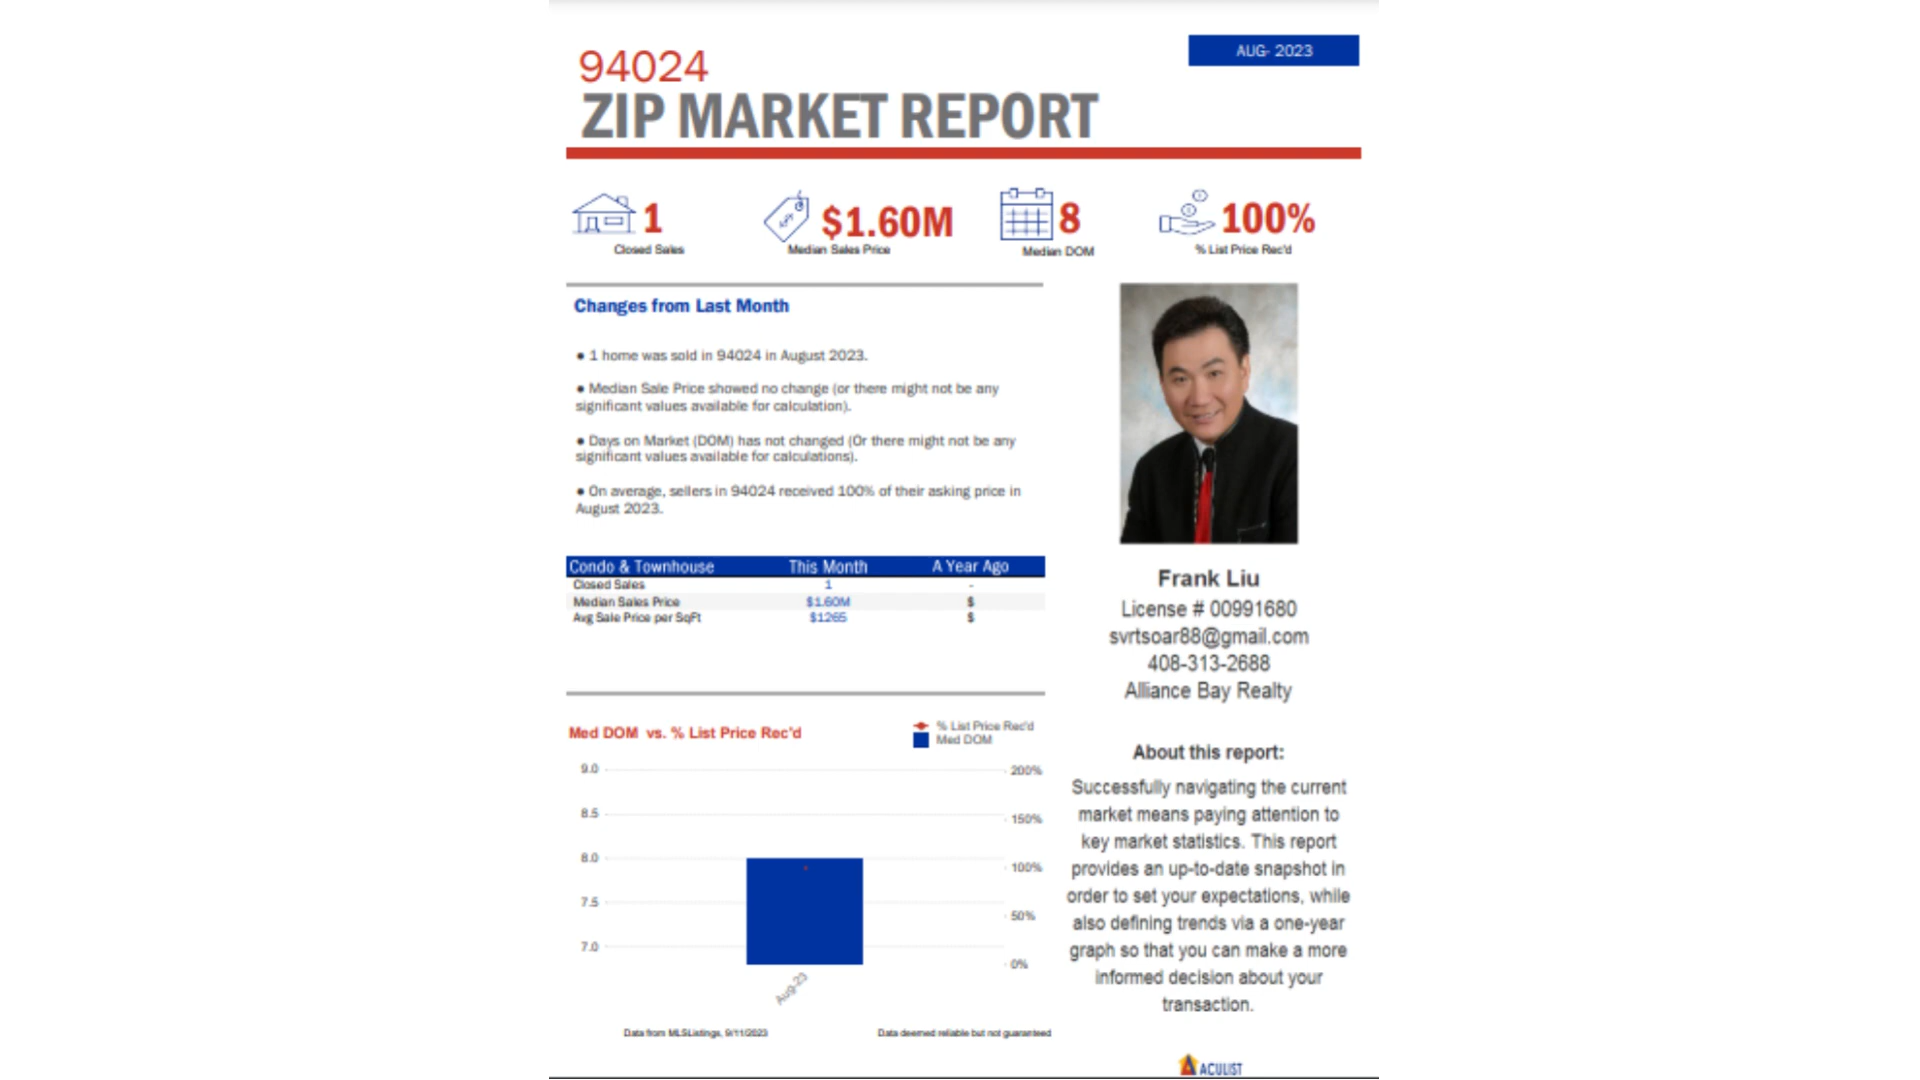 AUG- 2023
94024
ZIP MARKET REPORT
1
Closed Sales
$1.60M
Median Sales Price
8
Median DOM
100%
% List Price Rec'd
Changes from Last Month
● 1 home was sold in 94024 in August 2023.
● Median Sale Price showed no change (or there might not be any
significant values available for calculation).
● Days on Market (DOM) has not changed (Or there might not be any
significant values available for calculations).
● On average, sellers in 94024 received 100% of their asking price in
August 2023.
Condo & Townhouse This Month A Year Ago
Closed Sales 1 -
Median Sales Price $1.60M $
Avg Sale Price per SqFt $1265 $
Med DOM vs. % List Price Rec'd
% List Price Rec'd
Med DOM
9.0
8.5
8.0
7.5
7.0
200%
150%
100%
50%
0%
Aug-23
Data from MLSListings, 9/11/2023
Data deemed reliable but not guaranteed
Frank Liu
License # 00991680
svrtsoar88@gmail.com
408-313-2688
Alliance Bay Realty
About this report:
Successfully navigating the current
market means paying attention to
key market statistics. This report
provides an up-to-date snapshot in
order to set your expectations, while
also defining trends via a one-year
graph so that you can make a more
informed decision about your
transaction.
ACULIST